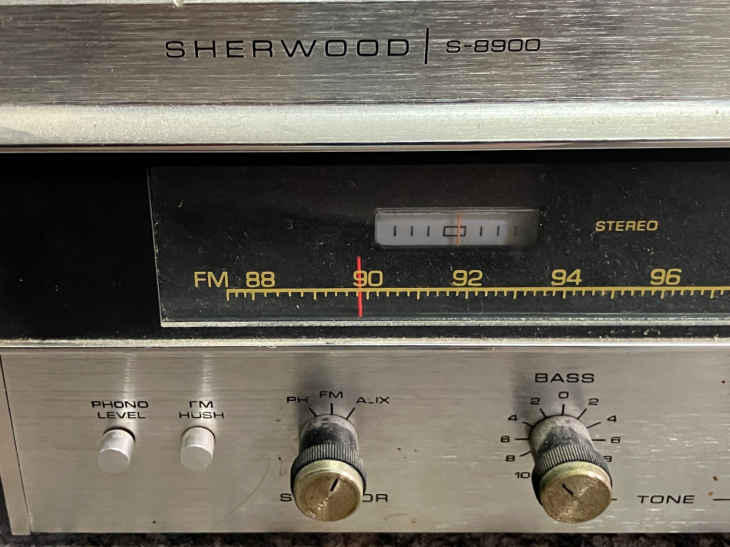 SHERWOOD | S-8900
STEREO
FM 88 90 92 94 96
BASS
PHONO LEVEL
FM HUSH
PH FM AUX
2 0 2
4 4
6 6
8 8
10
TONE